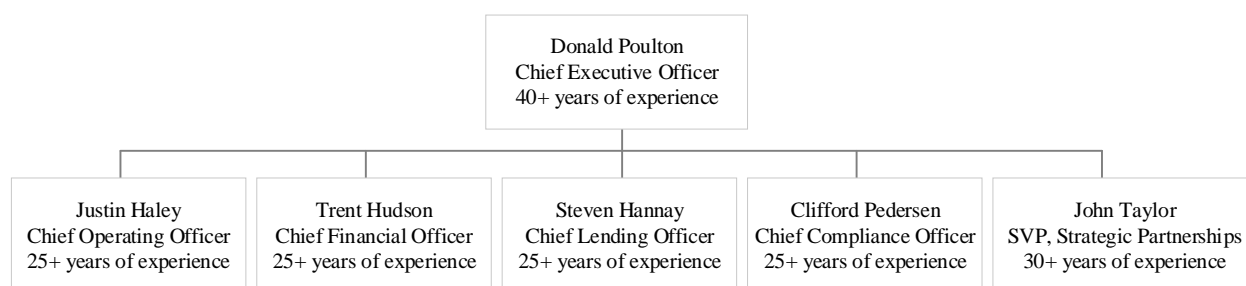 Donald Poulton
Chief Executive Officer
40+ years of experience
Justin Haley
Chief Operating Officer
25+ years of experience
Trent Hudson
Chief Financial Officer
25+ years of experience
Steven Hannay
Chief Lending Officer
25+ years of experience
Clifford Pedersen
Chief Compliance Officer
25+ years of experience
John Taylor
SVP, Strategic Partnerships
30+ years of experience